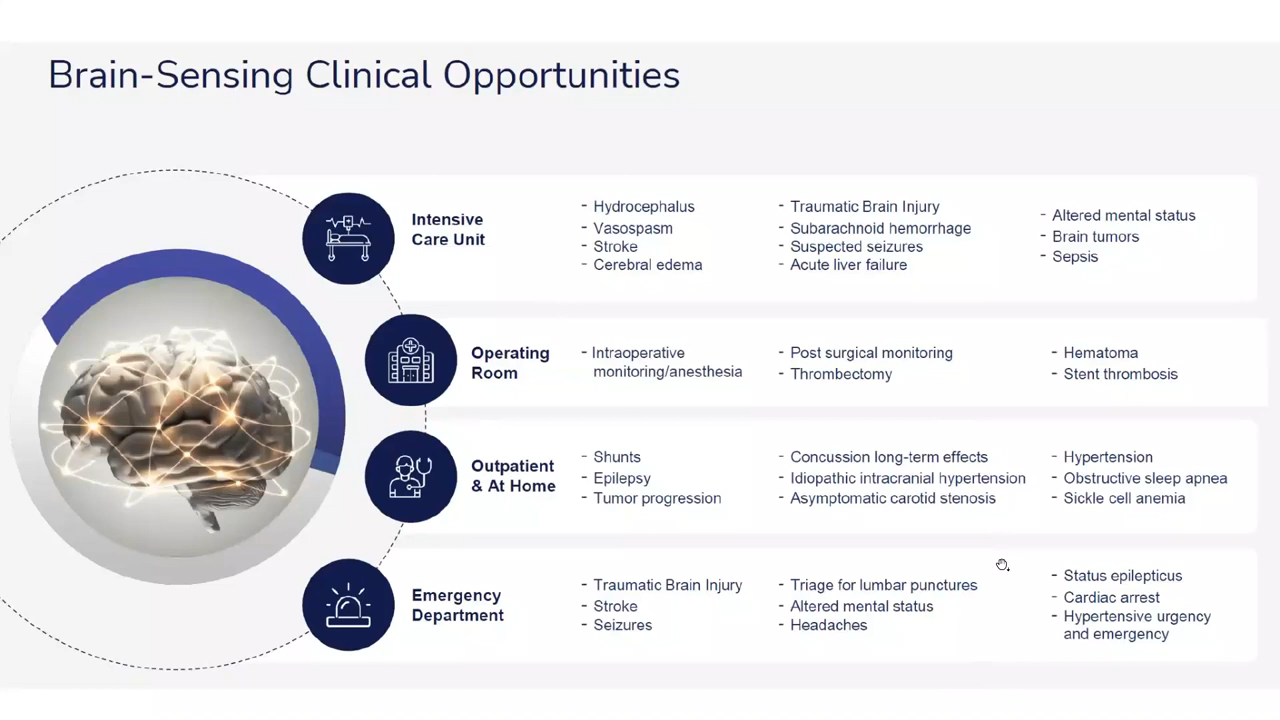 Brain-Sensing Clinical Opportunities
Intensive
Care Unit
- Hydrocephalus
- Vasospasm
- Stroke
- Cerebral edema
- Traumatic Brain Injury
- Subarachnoid hemorrhage
- Suspected seizures
- Acute liver failure
- Altered mental status
- Brain tumors
- Sepsis
Operating
Room
- Intraoperative
monitoring/anesthesia
- Post surgical monitoring
- Thrombectomy
- Hematoma
- Stent thrombosis
Outpatient
& At Home
- Shunts
- Epilepsy
- Tumor progression
- Concussion long-term effects
- Idiopathic intracranial hypertension
- Asymptomatic carotid stenosis
- Hypertension
- Obstructive sleep apnea
- Sickle cell anemia
Emergency
Department
- Traumatic Brain Injury
- Stroke
- Seizures
- Triage for lumbar punctures
- Altered mental status
- Headaches
- Status epilepticus
- Cardiac arrest
- Hypertensive urgency
and emergency